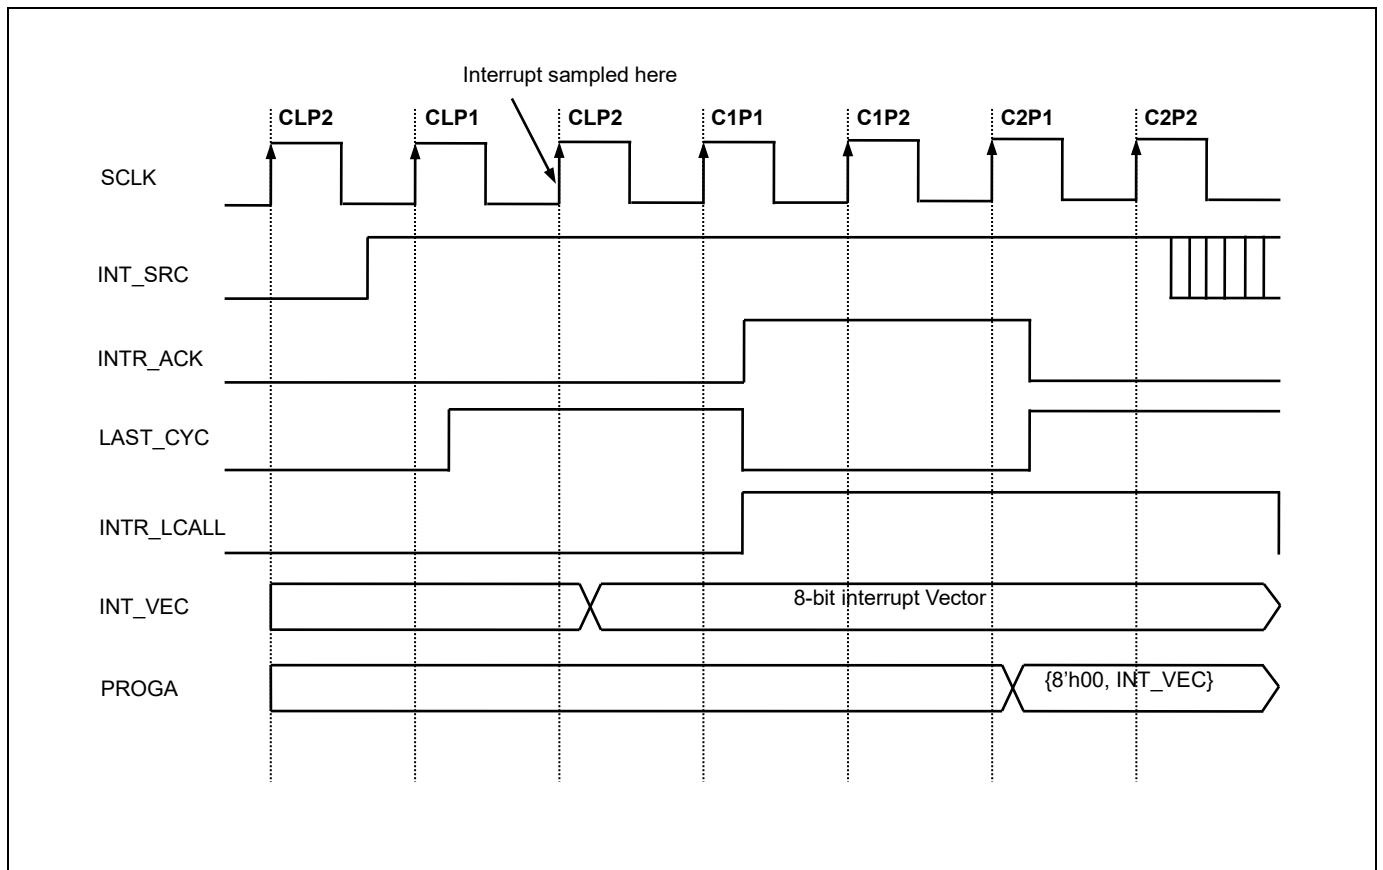 Interrupt sampled here
CLP2 CLP1 CLP2 C1P1 C1P2 C2P1 C2P2
SCLK
INT_SRC
INTR_ACK
LAST_CYC
INTR_LCALL
INT_VEC 8-bit interrupt Vector
PROGA {8'h00, INT_VEC}